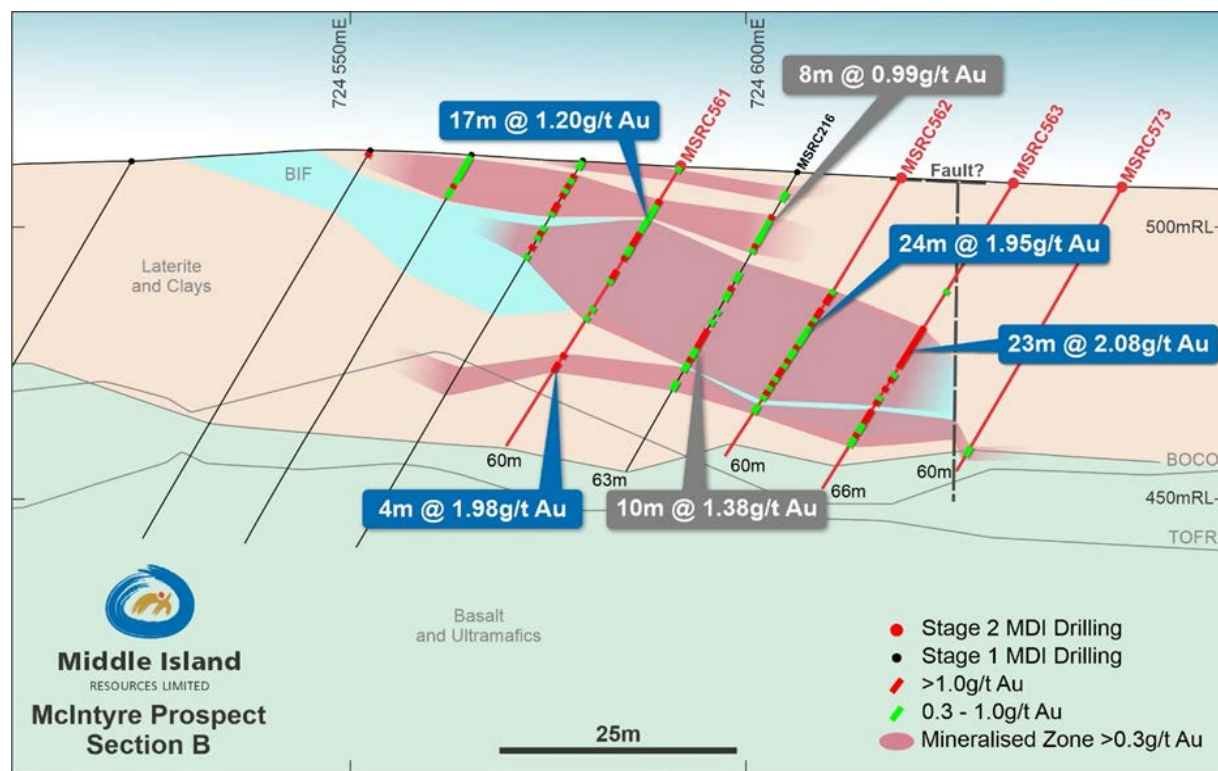 724 550mE
724 600mE
8m @ 0.99g/t Au
17m @ 1.20g/t Au
MSRC561
MSRC216
MSRC562
MSRC563
MSRC573
Fault?
BIF
500mRL
Laterite
and Clays
24m @ 1.95g/t Au
23m @ 2.08g/t Au
60m
63m
60m
66m
60m
BOCO
4m @ 1.98g/t Au
10m @ 1.38g/t Au
450mRL
TOFR
Basalt
and Ultramafics
Middle Island
RESOURCES LIMITED
McIntyre Prospect
Section B
25m
Stage 2 MDI Drilling
Stage 1 MDI Drilling
>1.0g/t Au
0.3 - 1.0g/t Au
Mineralised Zone >0.3g/t Au